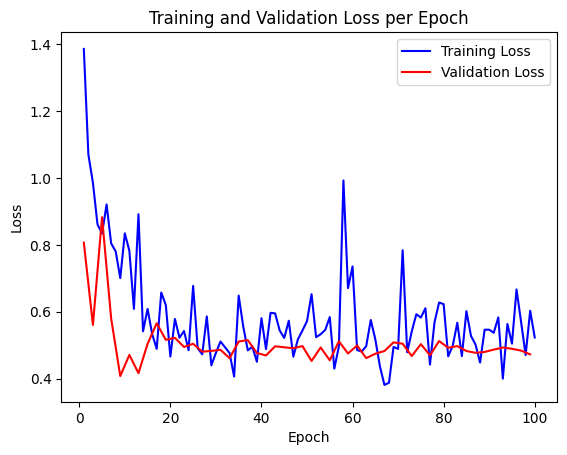 Training and Validation Loss per Epoch
Training Loss
Validation Loss
1.4
1.2
1.0
0.8
0.6
0.4
Loss
0
20
40
60
80
100
Epoch